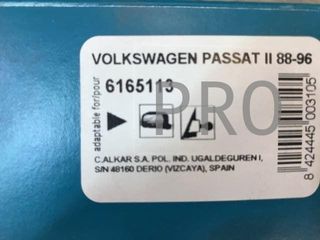 VOLKSWAGEN PASSAT II 88-96
adaptable for/pour
6165113
PRO
C.ALKAR S.A. POL. IND. UGALDEGUREN I,
S/N 48160 DERIO (VIZCAYA), SPAIN
8 424445 003105